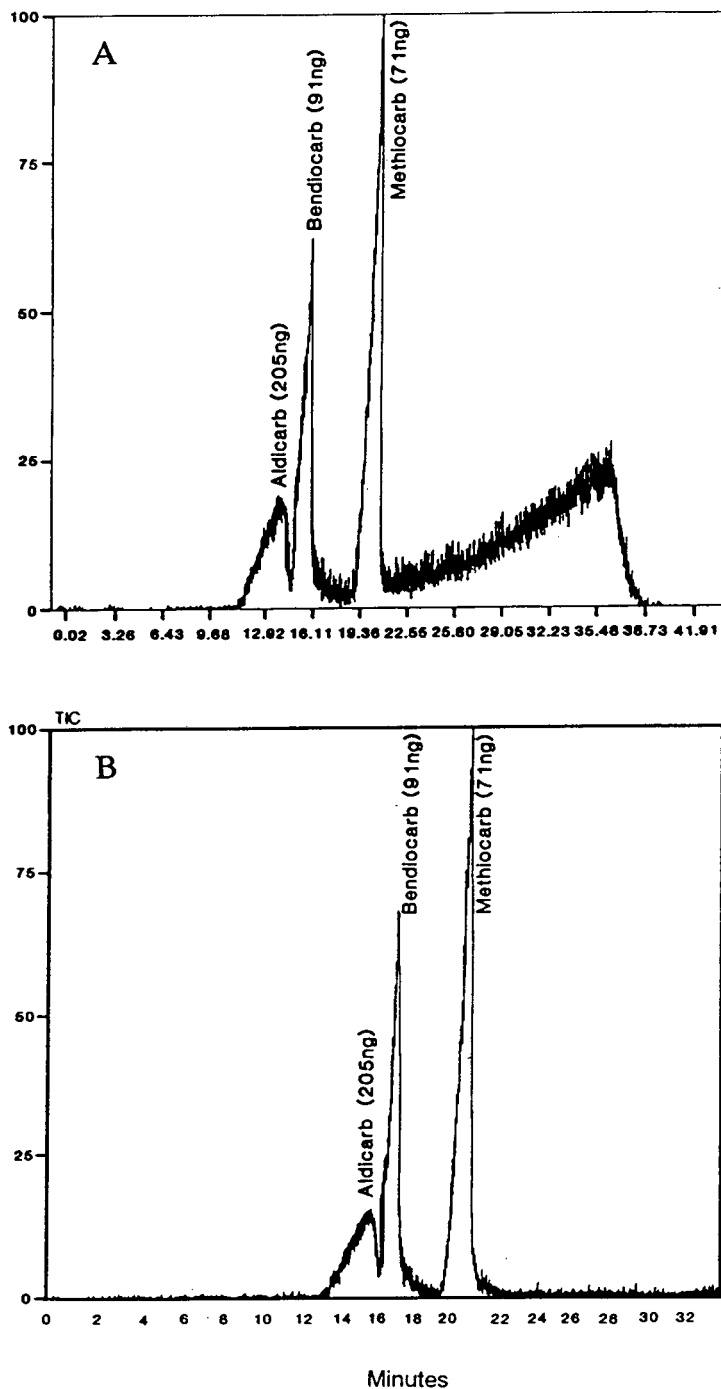 100
A
75
50
25
0
Aldicarb (205ng)
Bendiocarb (91ng)
Methiocarb (71ng)
0.02 3.26 6.43 9.68 12.92 16.11 19.36 22.55 25.80 29.05 32.23 35.46 36.73 41.91
TIC
100
B
75
50
25
0
Aldicarb (205ng)
Bendiocarb (91ng)
Methiocarb (71ng)
0 2 4 6 8 10 12 14 16 18 20 22 24 26 28 30 32
Minutes